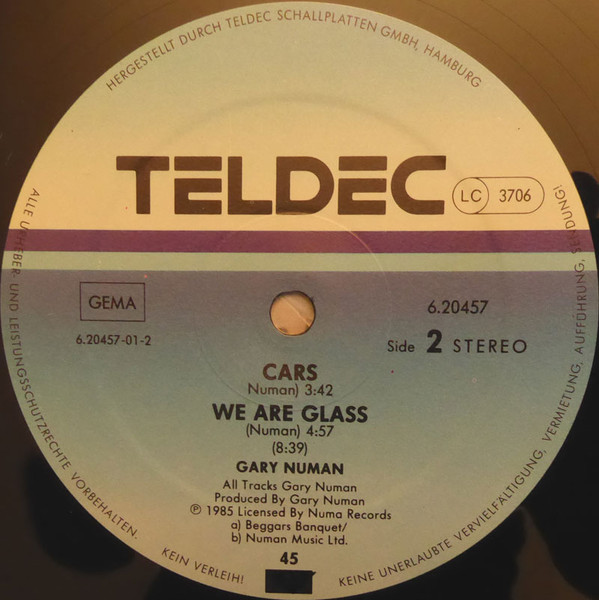 HERGESTELLT DURCH TELDEC SCHALLPLATTEN GMBH, HAMBURG
TELDEC
LC 3706
GEMA
6.20457-01-2
6.20457
Side 2 STEREO
CARS
Numan) 3:42
WE ARE GLASS
(Numan) 4:57
(8:39)
GARY NUMAN
All Tracks Gary Numan
Produced By Gary Numan
Ⓟ 1985 Licensed By Numa Records
a) Beggars Banquet/
b) Numan Music Ltd.
45
ALLE URHEBER- UND LEISTUNGSSCHUTZRECHTE VORBEHALTEN.
KEIN VERLEIH!
KEINE UNERLAUBTE VERVIELFÄLTIGUNG, VERMIETUNG, AUFFÜHRUNG, SENDUNG!